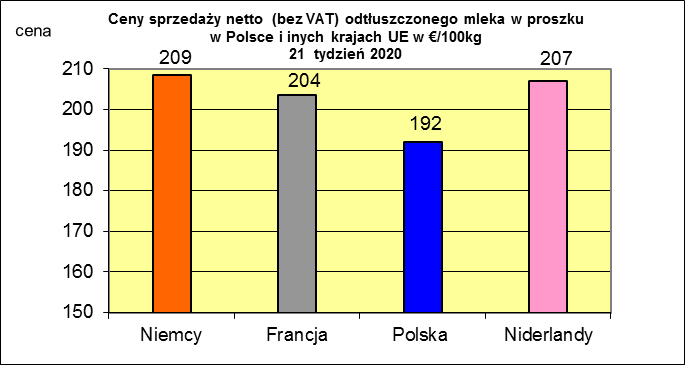 Ceny sprzedaży netto (bez VAT) odtłuszczonego mleka w proszku
w Polsce i inych krajach UE w €/100kg
21 tydzień 2020
cena
209
204
192
207
210
200
190
180
170
160
150
Niemcy
Francja
Polska
Niderlandy